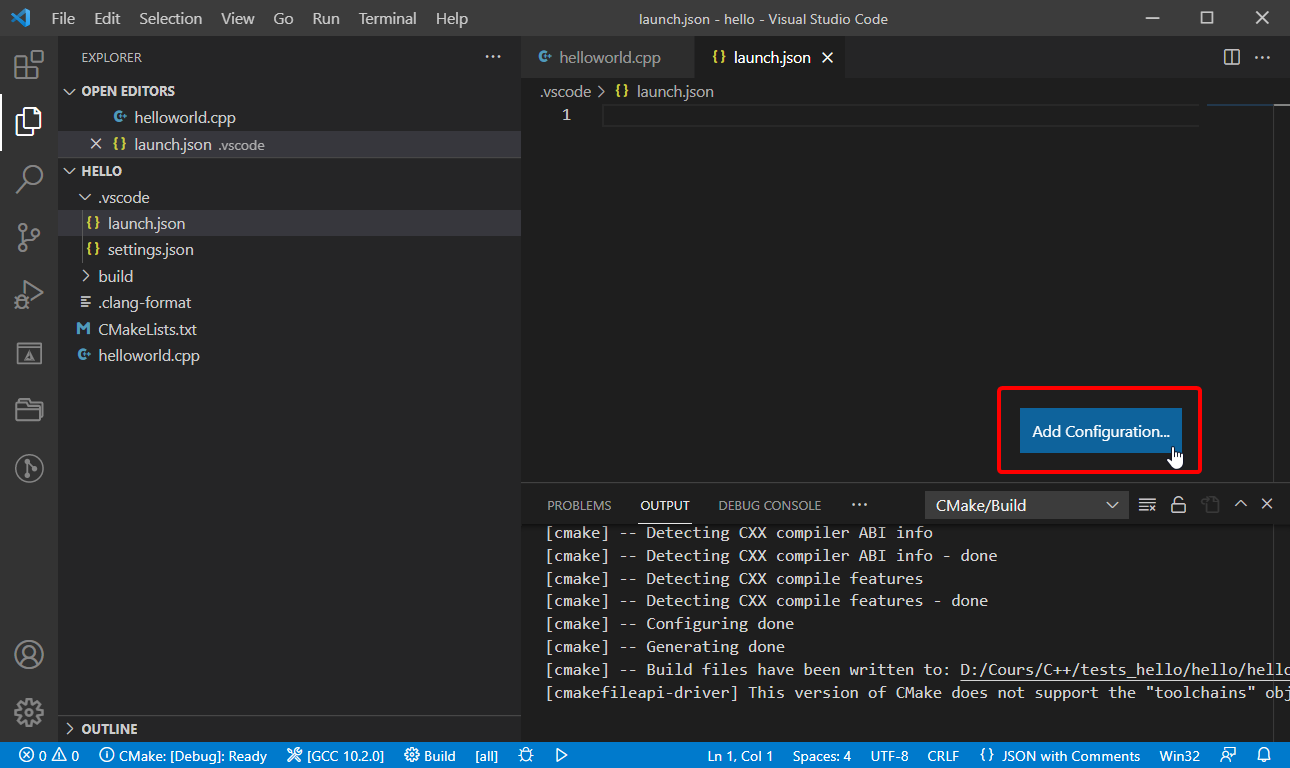 File Edit Selection View Go Run Terminal Help
launch.json - hello - Visual Studio Code
EXPLORER
OPEN EDITORS
helloworld.cpp
launch.json .vscode
HELLO
.vscode
launch.json
settings.json
build
.clang-format
CMakeLists.txt
helloworld.cpp
OUTLINE
helloworld.cpp
launch.json
.vscode > launch.json
1
Add Configuration...
PROBLEMS OUTPUT DEBUG CONSOLE ··· CMake/Build
[cmake] -- Detecting CXX compiler ABI info
[cmake] -- Detecting CXX compiler ABI info - done
[cmake] -- Detecting CXX compile features
[cmake] -- Detecting CXX compile features - done
[cmake] -- Configuring done
[cmake] -- Generating done
[cmake] -- Build files have been written to: D:/Cours/C++/tests_hello/hello/hello
[cmakefileapi-driver] This version of CMake does not support the "toolchains" obj
0 0 CMake: [Debug]: Ready [GCC 10.2.0] Build [all] Ln 1, Col 1 Spaces: 4 UTF-8 CRLF {} JSON with Comments Win32